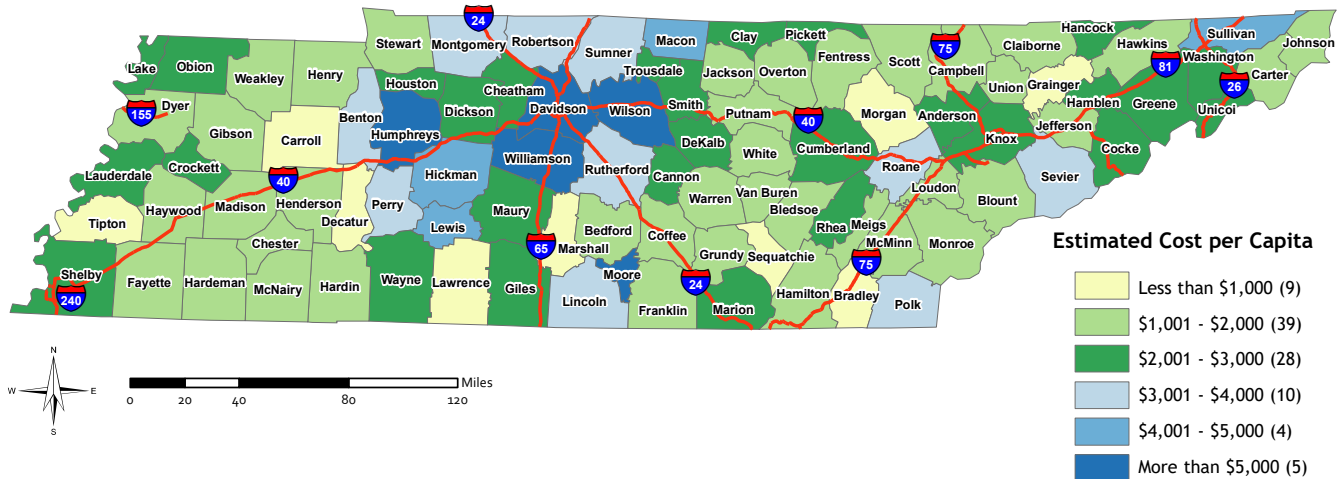 24
Stewart
Montgomery
Robertson
Sumner
Macon
Clay
Pickett
Fentress
Scott
75
Campbell
Claiborne
Hancock
Hawkins
Sullivan
Johnson
81
Washington
Carter
26
Unicoi
Greene
Hamblen
Grainger
Union
Lake
Obion
Weakley
Henry
Houston
Dickson
Cheatham
Davidson
Wilson
Trousdale
Smith
Jackson
Overton
Putnam
40
Cumberland
Morgan
Anderson
Knox
Jefferson
Cocke
Sevier
155
Dyer
Gibson
Carroll
Benton
Humphreys
Williamson
Rutherford
Cannon
DeKalb
White
Van Buren
Bledsoe
Rhea
Meigs
Roane
Loudon
Blount
Lauderdale
Crockett
40
Haywood
Madison
Henderson
Decatur
Perry
Hickman
Lewis
Maury
65
Marshall
Bedford
Coffee
Warren
Grundy
Sequatchie
McMinn
Monroe
75
Tipton
Chester
Shelby
240
Fayette
Hardeman
McNairy
Hardin
Wayne
Lawrence
Giles
Lincoln
Moore
Franklin
24
Marion
Hamilton
Bradley
Polk
Estimated Cost per Capita
Less than $1,000 (9)
$1,001 - $2,000 (39)
$2,001 - $3,000 (28)
$3,001 - $4,000 (10)
$4,001 - $5,000 (4)
More than $5,000 (5)
N
W E
S
Miles
0 20 40 80 120